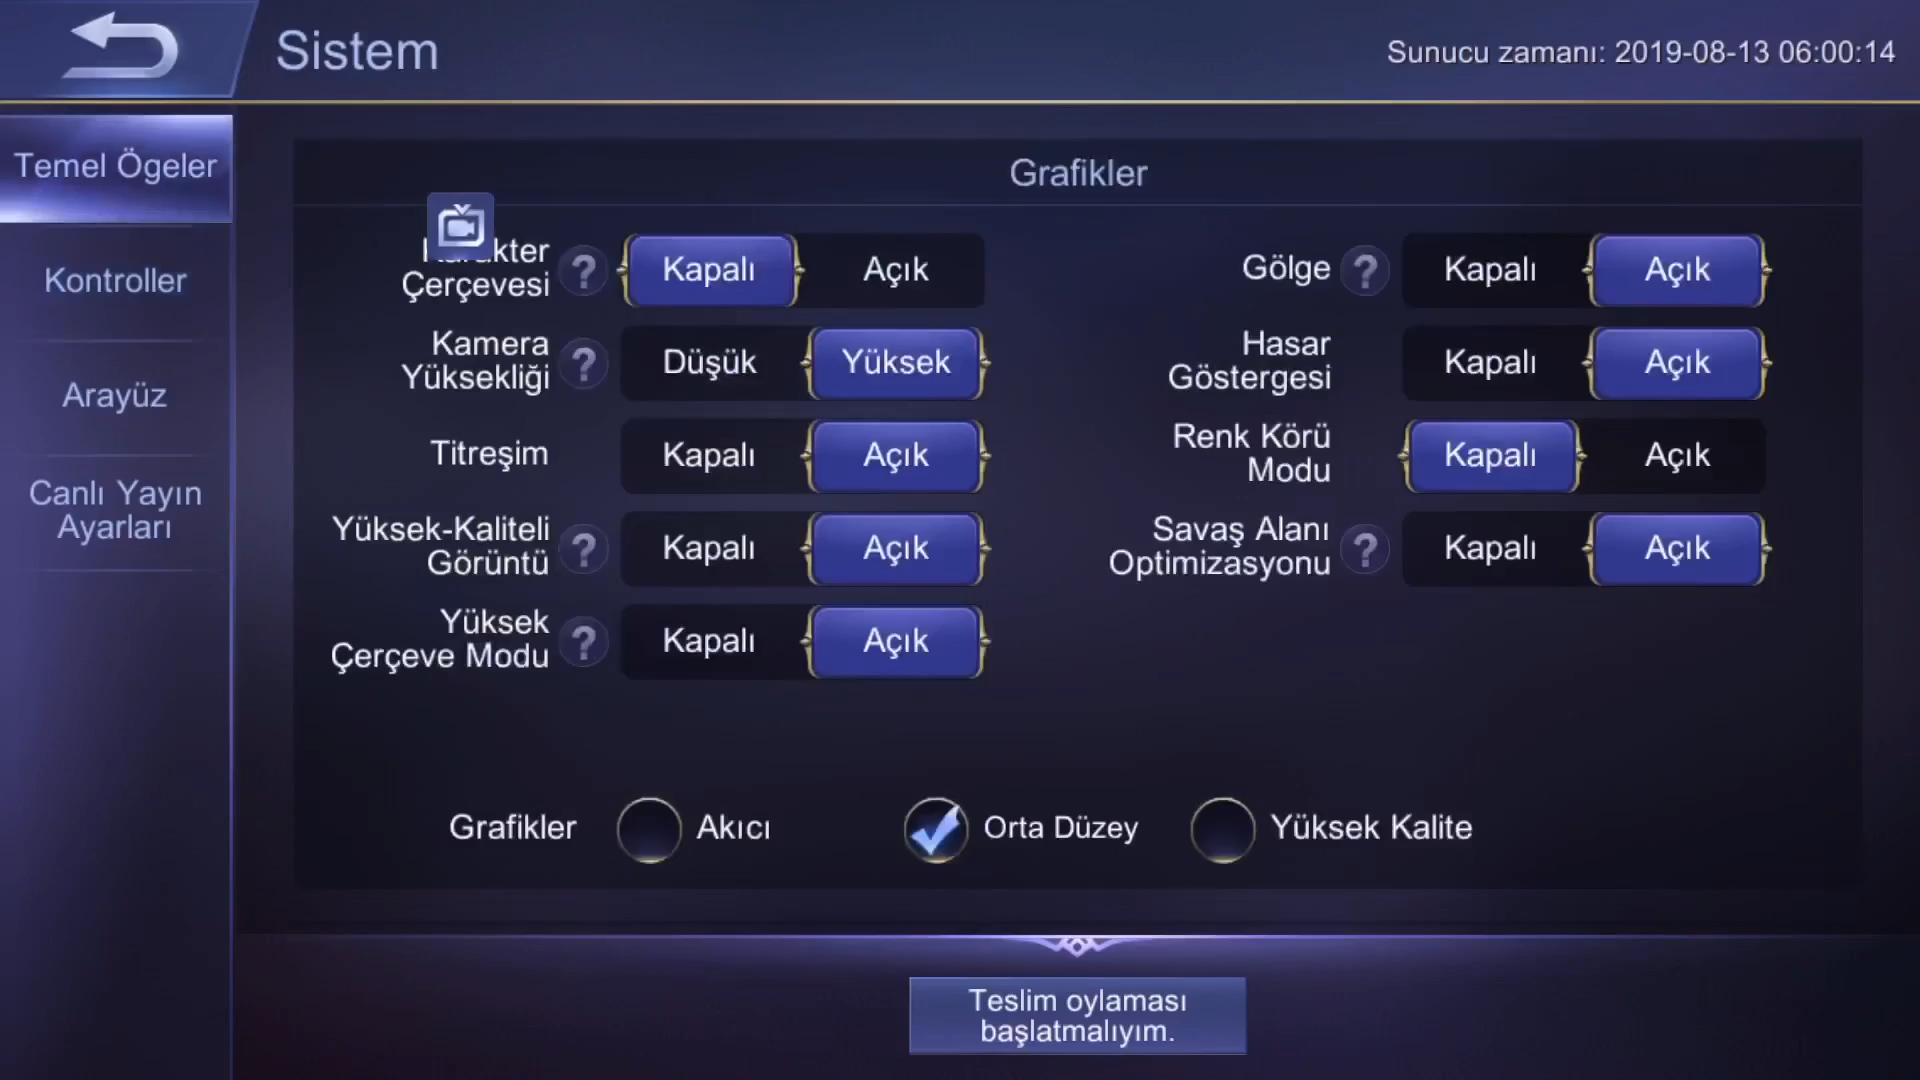 Sistem
Sunucu zamanı: 2019-08-13 06:00:14
Temel Ögeler
Kontroller
Arayüz
Canlı Yayın
Ayarları
Grafikler
Çerçevesi
?
Kapalı
Açık
Gölge
?
Kapalı
Açık
Kamera
Yüksekliği
?
Düşük
Yüksek
Hasar
Göstergesi
Kapalı
Açık
Titreşim
Kapalı
Açık
Renk Körü
Modu
Kapalı
Açık
Yüksek-Kaliteli
Görüntü
?
Kapalı
Açık
Savaş Alanı
Optimizasyonu
?
Kapalı
Açık
Yüksek
Çerçeve Modu
?
Kapalı
Açık
Grafikler
Akıcı
Orta Düzey
Yüksek Kalite
Teslim oylaması
başlatmalıyım.